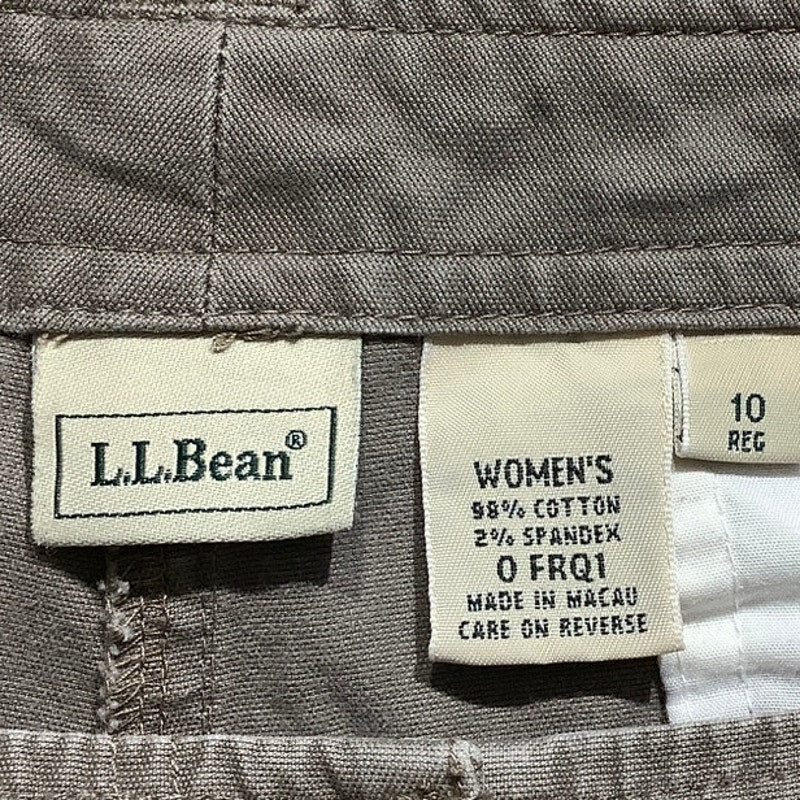 L.L.Bean®
WOMEN'S
98% COTTON
2% SPANDEX
0 FRQ1
MADE IN MACAU
CARE ON REVERSE
10
REG